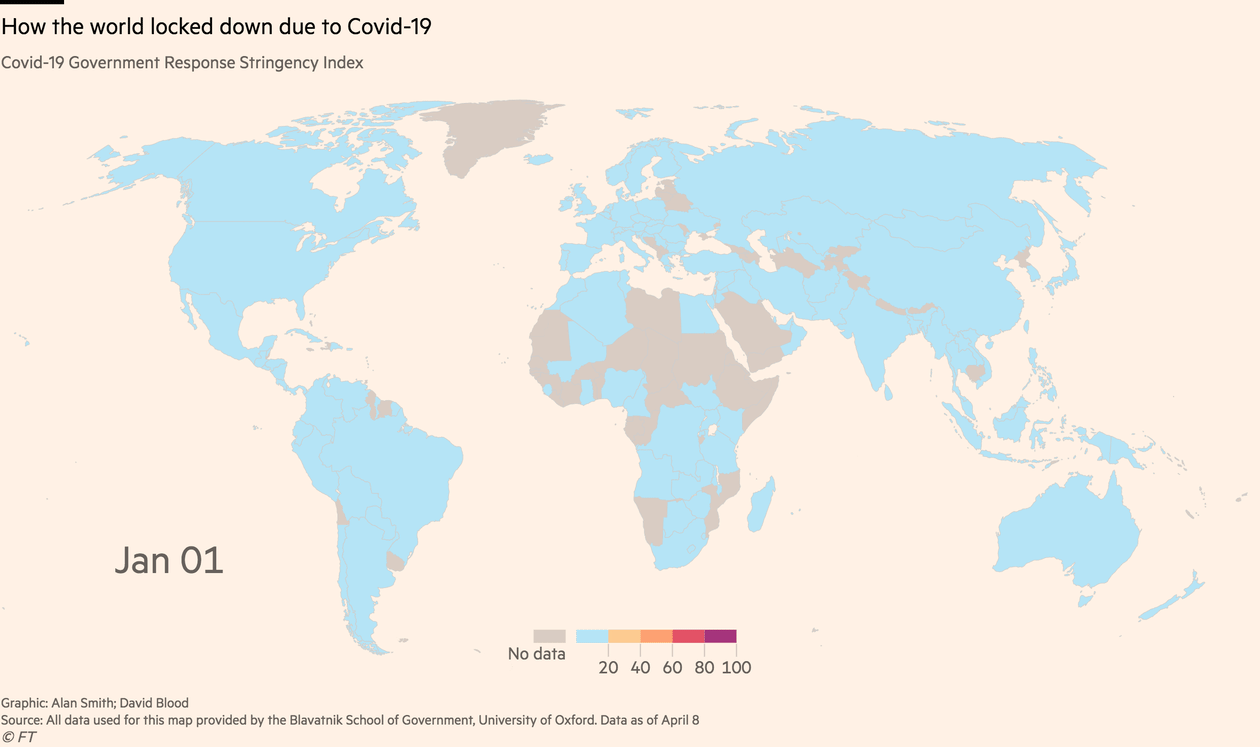 How the world locked down due to Covid-19
Covid-19 Government Response Stringency Index
Jan 01
No data
20 40 60 80 100
Graphic: Alan Smith; David Blood
Source: All data used for this map provided by the Blavatnik School of Government, University of Oxford. Data as of April 8
© FT